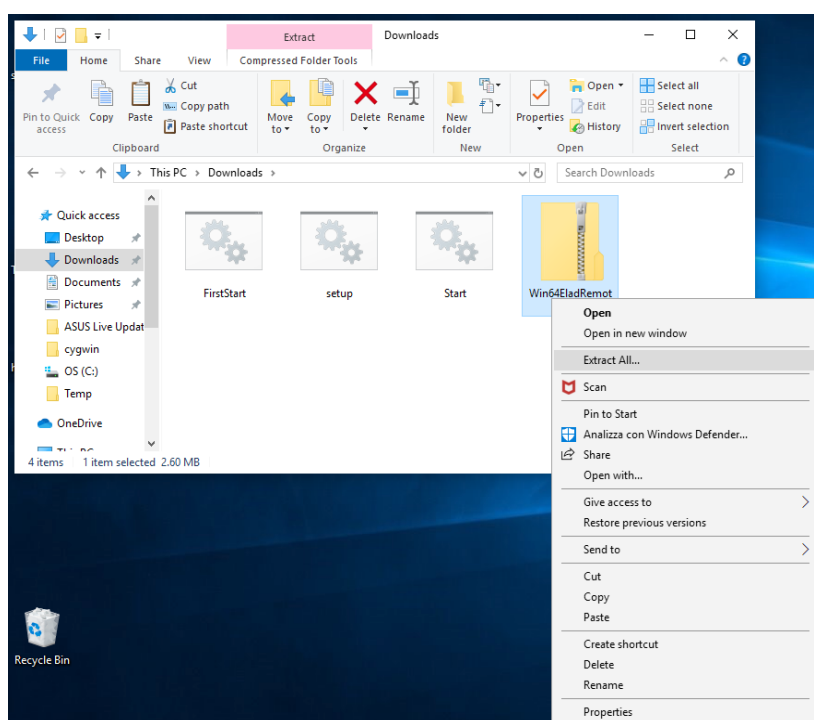 Extract
Downloads
File
Home
Share
View
Compressed Folder Tools
Pin to Quick access
Copy
Paste
Cut
Copy path
Paste shortcut
Clipboard
Move to
Copy to
Delete
Rename
Organize
New folder
New
Properties
Open
Edit
History
Open
Select all
Select none
Invert selection
Select
This PC > Downloads >
Search Downloads
Quick access
Desktop
Downloads
Documents
Pictures
ASUS Live Updat
cygwin
OS (C:)
Temp
OneDrive
FirstStart
setup
Start
Win64EladRemot
4 items
1 item selected 2.60 MB
Open
Open in new window
Extract All...
Scan
Pin to Start
Analizza con Windows Defender...
Share
Open with...
Give access to
Restore previous versions
Send to
Cut
Copy
Paste
Create shortcut
Delete
Rename
Properties
Recycle Bin